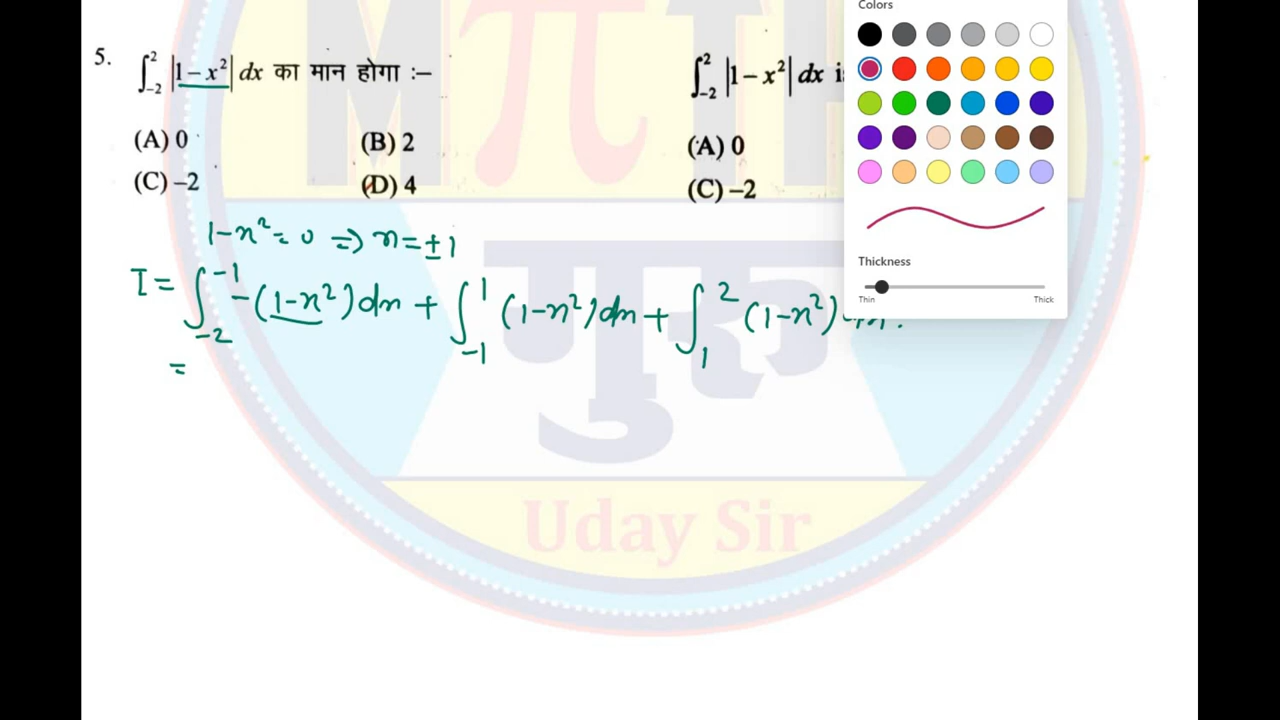 Colors
5. ∫₋₂² |1 – x²| dx का मान होगा :–
(A) 0 (B) 2
(C) –2 (D) 4
∫₋₂² |1 – x²| dx
(A) 0
(C) –2
Thickness
Thin Thick
1-x² = 0 ⇒ x = ±1
I = ∫₋₂⁻¹ -(1-x²)dx + ∫₋₁¹ (1-x²)dx + ∫₁² (1-x²) dx.
=
गुरु
Uday Sir